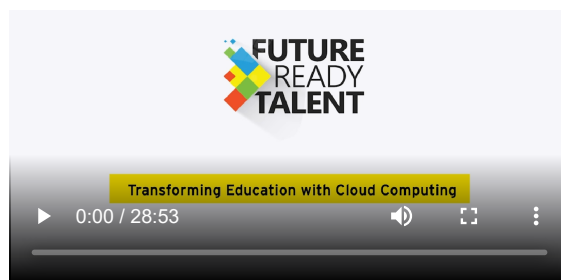 FUTURE
READY
TALENT
Transforming Education with Cloud Computing
0:00 / 28:53